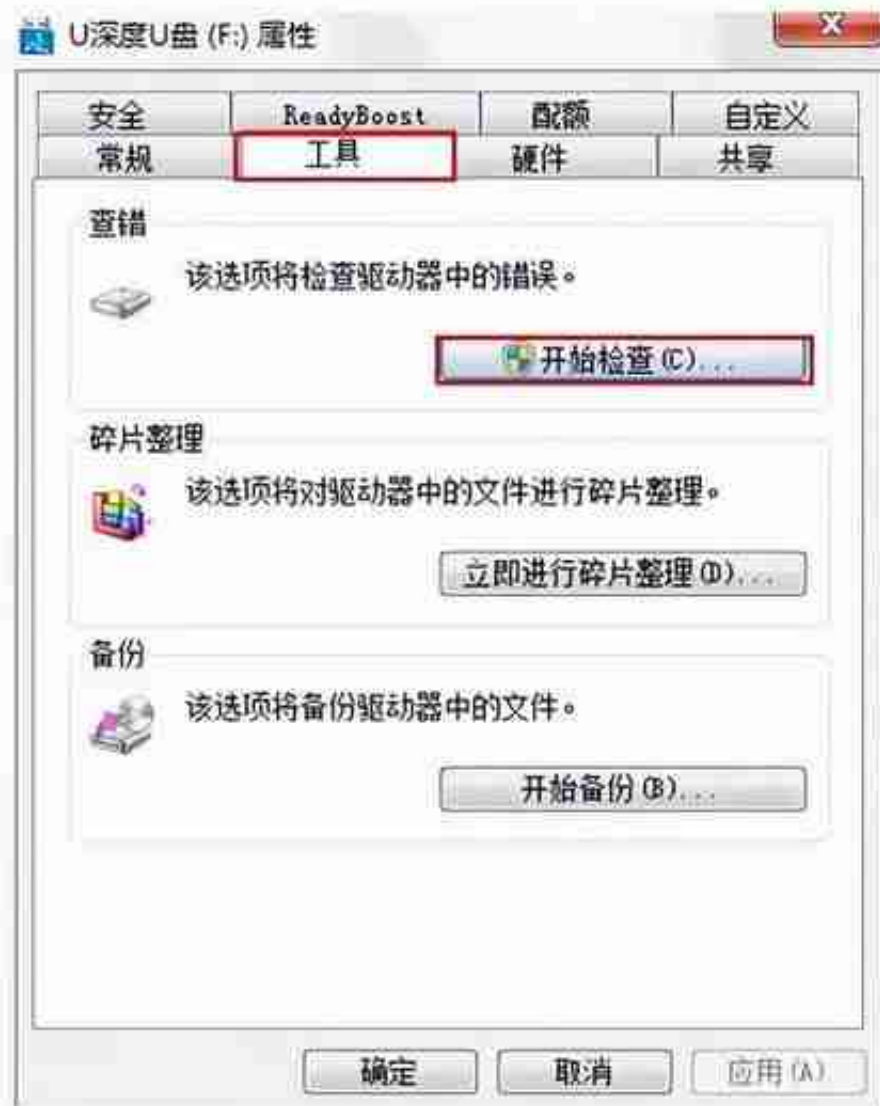 U深度U盘 (F:) 属性
安全 ReadyBoost 配额 自定义
常规 工具 硬件 共享
查错
该选项将检查驱动器中的错误。
开始检查(C)...
碎片整理
该选项将对驱动器中的文件进行碎片整理。
立即进行碎片整理(D)...
备份
该选项将备份驱动器中的文件。
开始备份(B)...
确定 取消 应用(A)